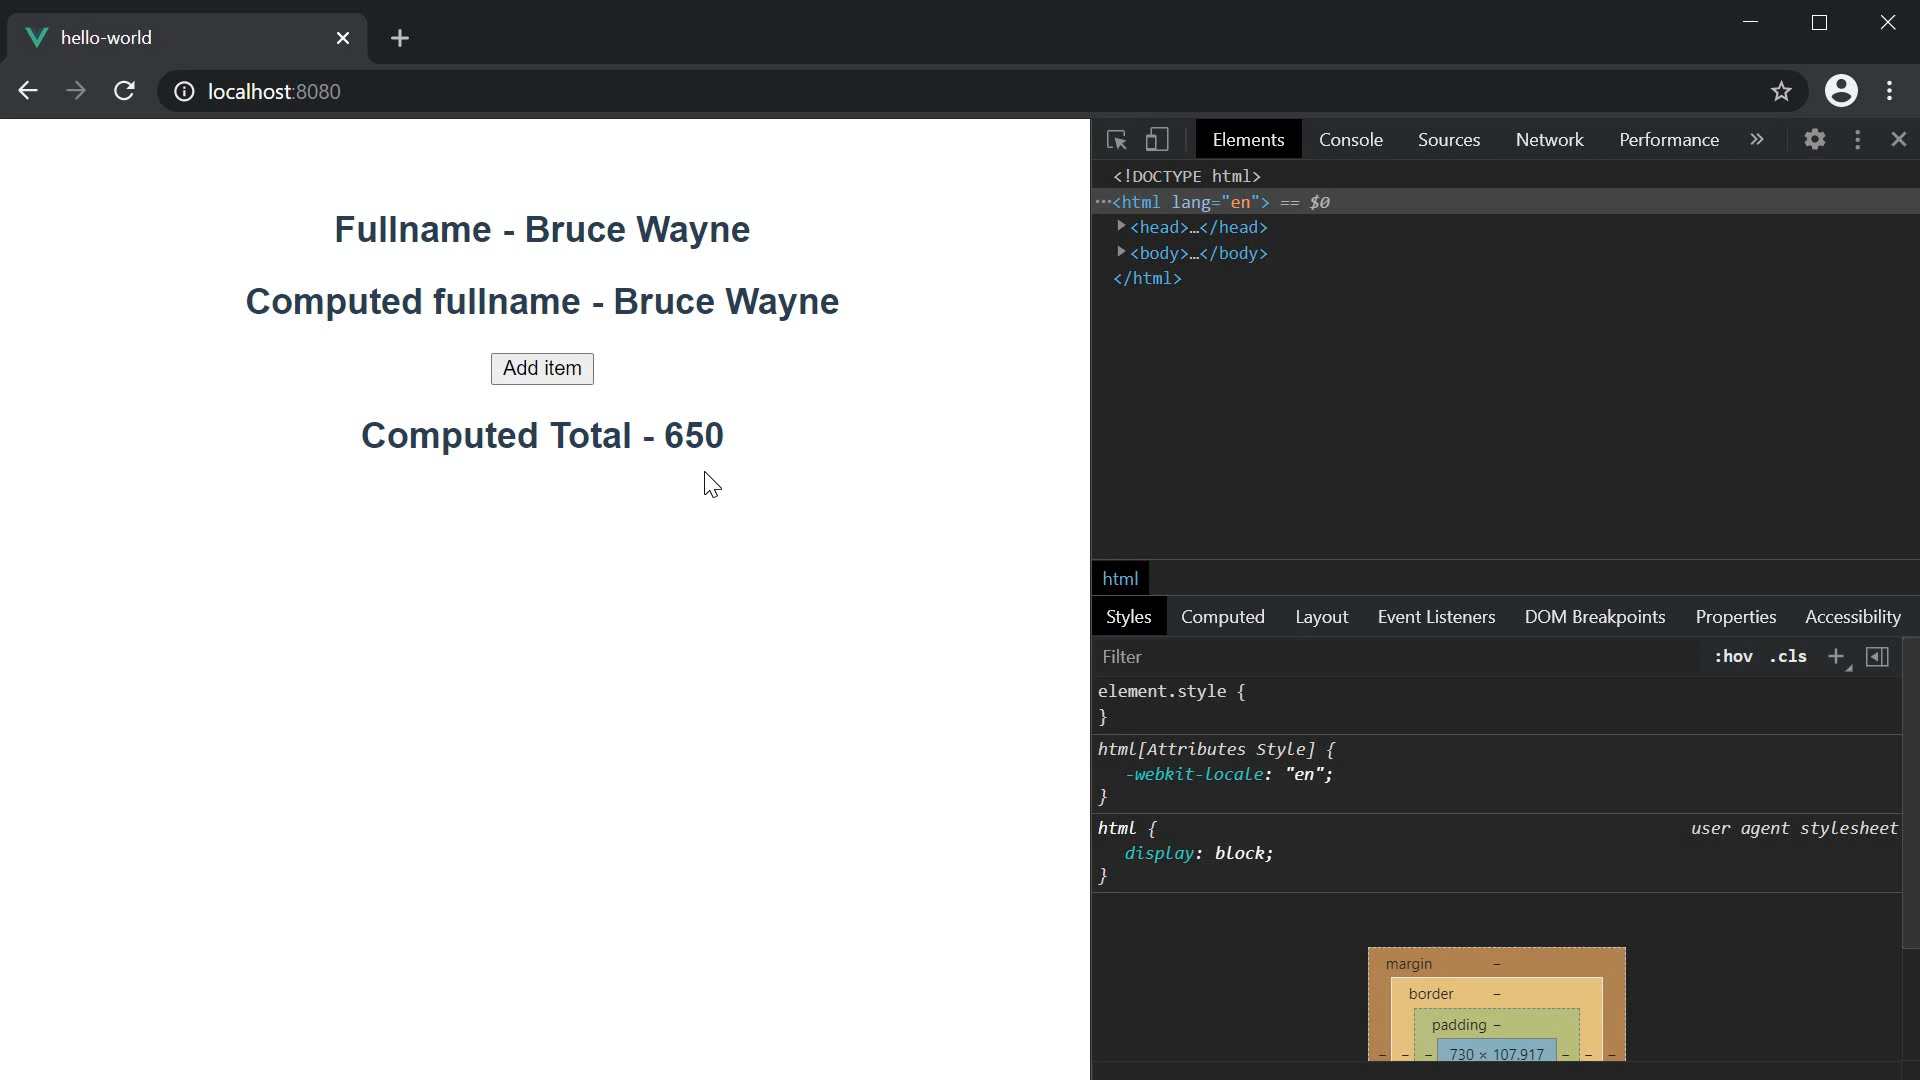 hello-world
localhost:8080
Fullname - Bruce Wayne
Computed fullname - Bruce Wayne
Add item
Computed Total - 650
Elements Console Sources Network Performance
<!DOCTYPE html>
<html lang="en"> == $0
<head>…</head>
<body>…</body>
</html>
html
Styles Computed Layout Event Listeners DOM Breakpoints Properties Accessibility
Filter :hov .cls
element.style {
}
html[Attributes Style] {
-webkit-locale: "en";
}
html { user agent stylesheet
display: block;
}
margin –
border –
padding –
– – – 730 × 107.917 – – –